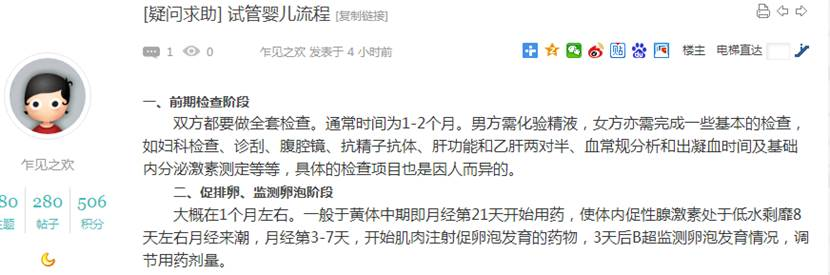 [疑问求助] 试管婴儿流程 [复制链接]
1 0 乍见之欢 发表于 4 小时前 贴 楼主 电梯直达
一、前期检查阶段
双方都要做全套检查。通常时间为1-2个月。男方需化验精液，女方亦需完成一些基本的检查，
如妇科检查、诊刮、腹腔镜、抗精子抗体、肝功能和乙肝两对半、血常规分析和出凝血时间及基础
内分泌激素测定等等，具体的检查项目也是因人而异的。
二、促排卵、监测卵泡阶段
大概在1个月左右。一般于黄体中期即月经第21天开始用药，使体内促性腺激素处于低水剩靡8
天左右月经来潮，月经第3-7天，开始肌肉注射促卵泡发育的药物，3天后B超监测卵泡发育情况，调
节用药剂量。
乍见之欢
80 280 506
主题 帖子 积分